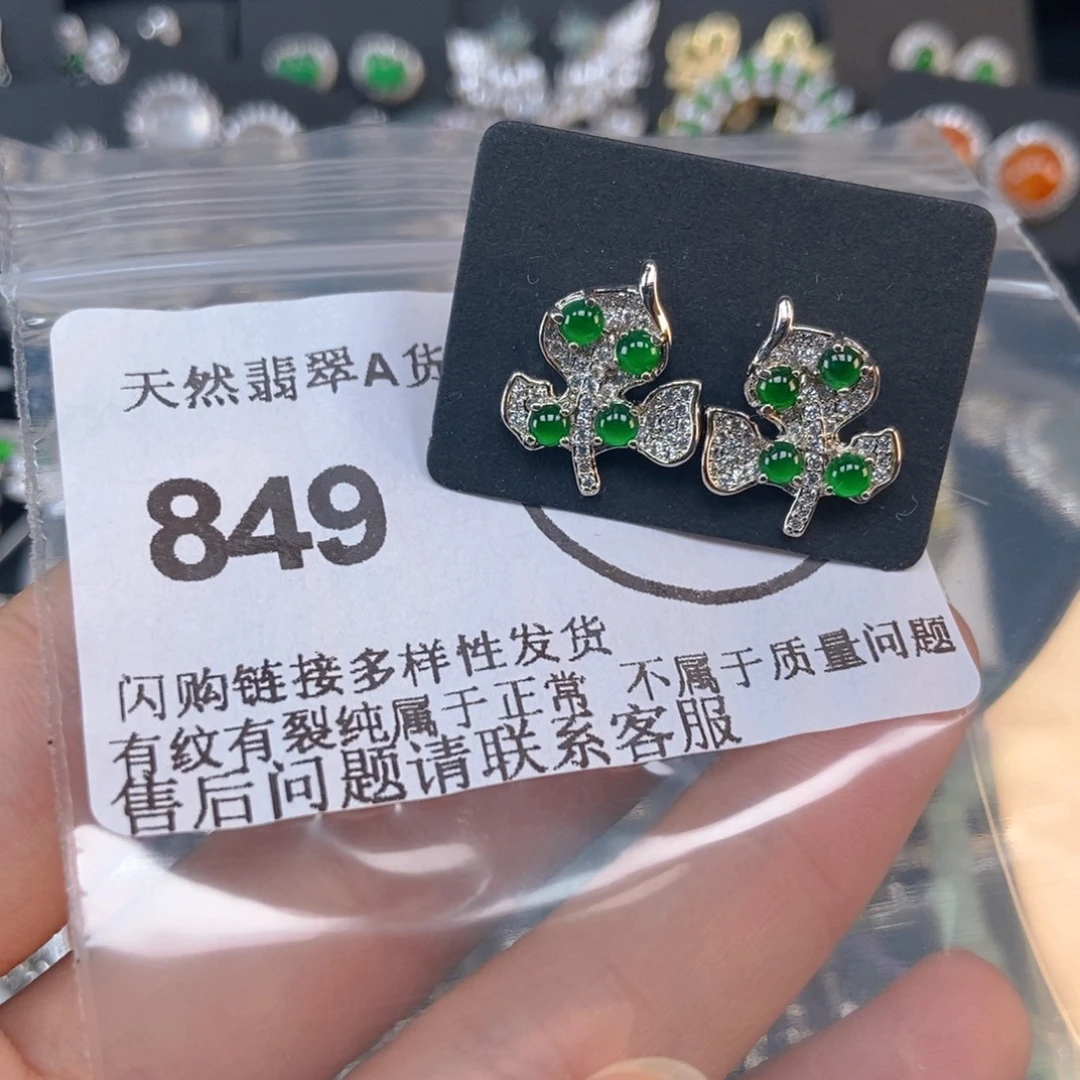 天然翡翠A货
849
闪购链接多样性发货
有纹有裂纯属于正常 不属于质量问题
售后问题请联系客服